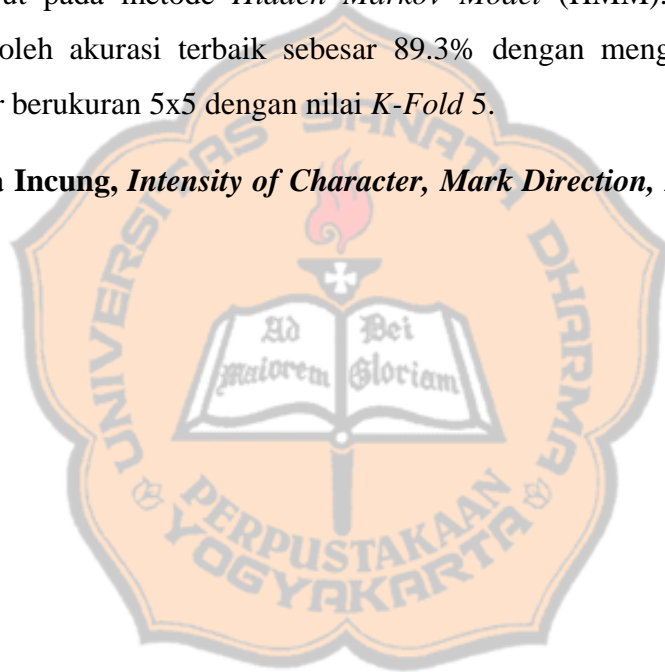 ut pada metode Hidden Markov Model (HMM).
oleh akurasi terbaik sebesar 89.3% dengan meng
r berukuran 5x5 dengan nilai K-Fold 5.
a Incung, Intensity of Character, Mark Direction,
UNIVERSITAS SANATA DHARMA
Ad Dei
Maiorem Gloriam
PERPUSTAKAAN
YOGYAKARTA